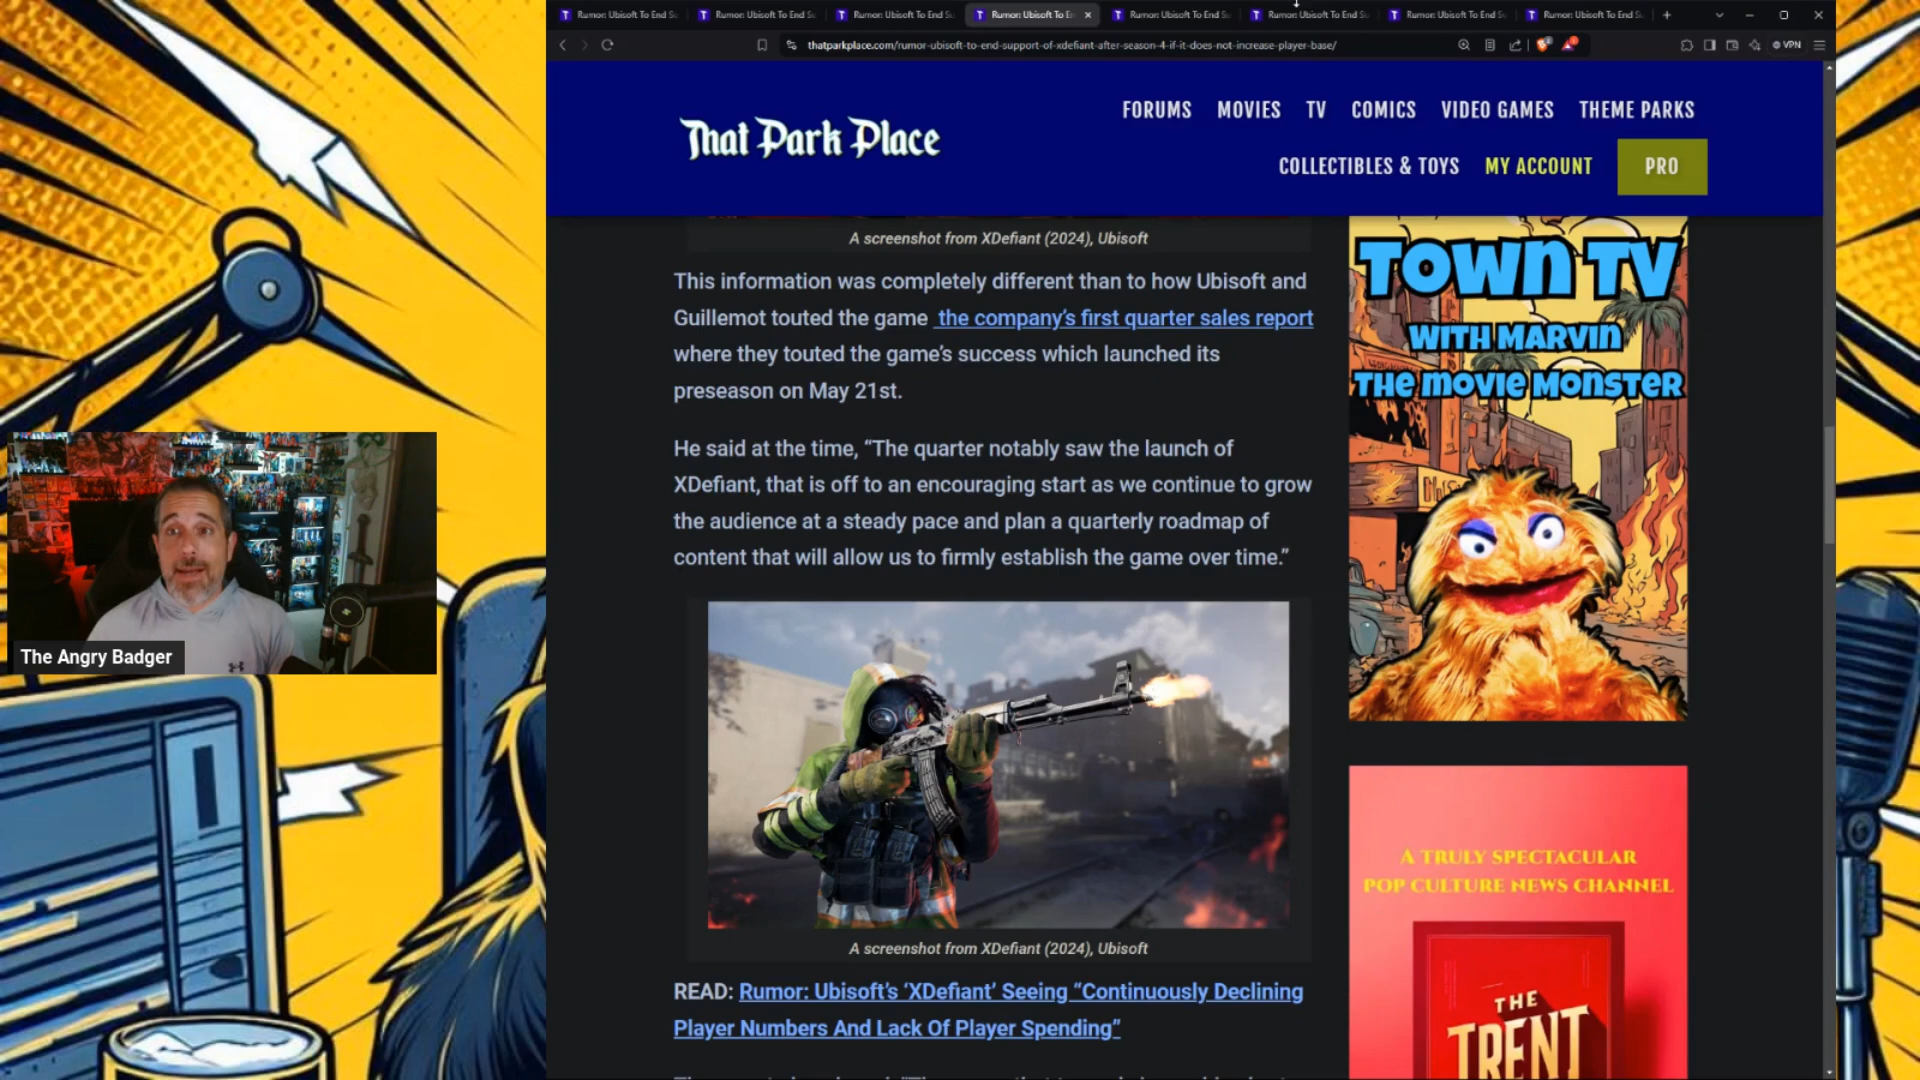 Rumor: Ubisoft To End Su
Rumor: Ubisoft To End Su
Rumor: Ubisoft To End Su
Rumor: Ubisoft To E
Rumor: Ubisoft To End Su
Rumor: Ubisoft To End Su
Rumor: Ubisoft To End Su
Rumor: Ubisoft To End Su
thatparkplace.com/rumor-ubisoft-to-end-support-of-xdefiant-after-season-4-if-it-does-not-increase-player-base/
VPN
That Park Place
FORUMS MOVIES TV COMICS VIDEO GAMES THEME PARKS
COLLECTIBLES & TOYS MY ACCOUNT PRO
A screenshot from XDefiant (2024), Ubisoft
This information was completely different than to how Ubisoft and
Guillemot touted the game the company’s first quarter sales report
where they touted the game’s success which launched its
preseason on May 21st.
He said at the time, “The quarter notably saw the launch of
XDefiant, that is off to an encouraging start as we continue to grow
the audience at a steady pace and plan a quarterly roadmap of
content that will allow us to firmly establish the game over time.”
A screenshot from XDefiant (2024), Ubisoft
READ: Rumor: Ubisoft’s ‘XDefiant’ Seeing “Continuously Declining
Player Numbers And Lack Of Player Spending”
TOWN TV
WITH MARVIN
THE MOVIE MONSTER
A TRULY SPECTACULAR
POP CULTURE NEWS CHANNEL
THE
TRENT
The Angry Badger